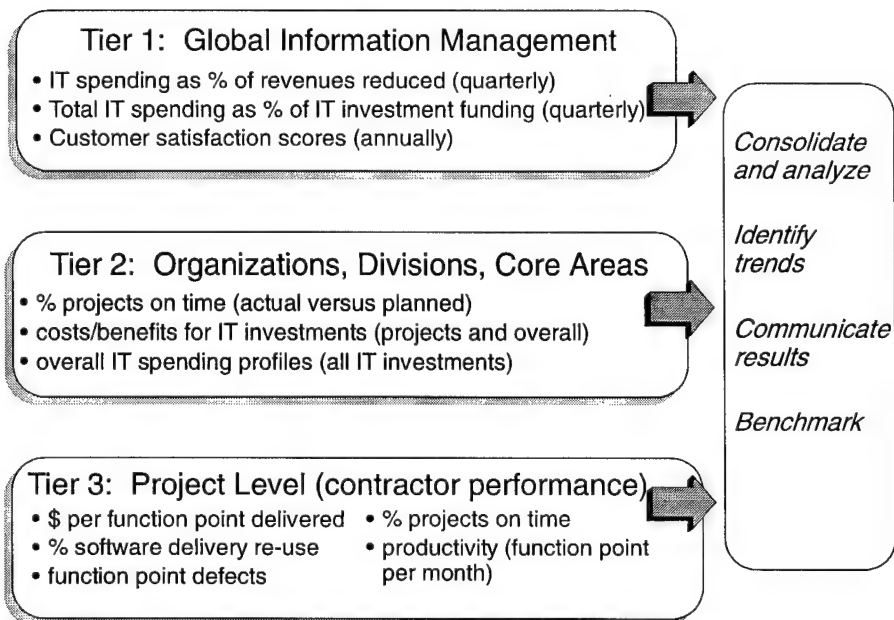 Tier 1: Global Information Management
• IT spending as % of revenues reduced (quarterly)
• Total IT spending as % of IT investment funding (quarterly)
• Customer satisfaction scores (annually)
Tier 2: Organizations, Divisions, Core Areas
• % projects on time (actual versus planned)
• costs/benefits for IT investments (projects and overall)
• overall IT spending profiles (all IT investments)
Tier 3: Project Level (contractor performance)
• $ per function point delivered
• % software delivery re-use
• function point defects
• % projects on time
• productivity (function point
per month)
Consolidate
and analyze
Identify
trends
Communicate
results
Benchmark